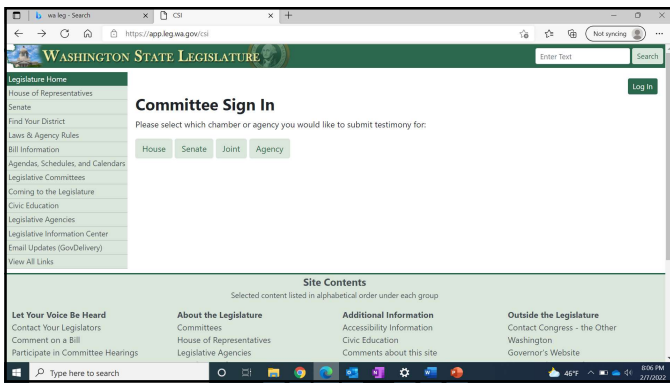 wa leg - Search
CSI
https://app.leg.wa.gov/csi
Not syncing
WASHINGTON STATE LEGISLATURE
Enter Text
Search
Legislature Home
House of Representatives
Senate
Find Your District
Laws & Agency Rules
Bill Information
Agendas, Schedules, and Calendars
Legislative Committees
Coming to the Legislature
Civic Education
Legislative Agencies
Legislative Information Center
Email Updates (GovDelivery)
View All Links
Log In
Committee Sign In
Please select which chamber or agency you would like to submit testimony for:
House Senate Joint Agency
Site Contents
Selected content listed in alphabetical order under each group
Let Your Voice Be Heard
Contact Your Legislators
Comment on a Bill
Participate in Committee Hearings
About the Legislature
Committees
House of Representatives
Legislative Agencies
Additional Information
Accessibility Information
Civic Education
Comments about this site
Outside the Legislature
Contact Congress - the Other
Washington
Governor's Website
Type here to search
46°F
8:06 PM
2/7/2022